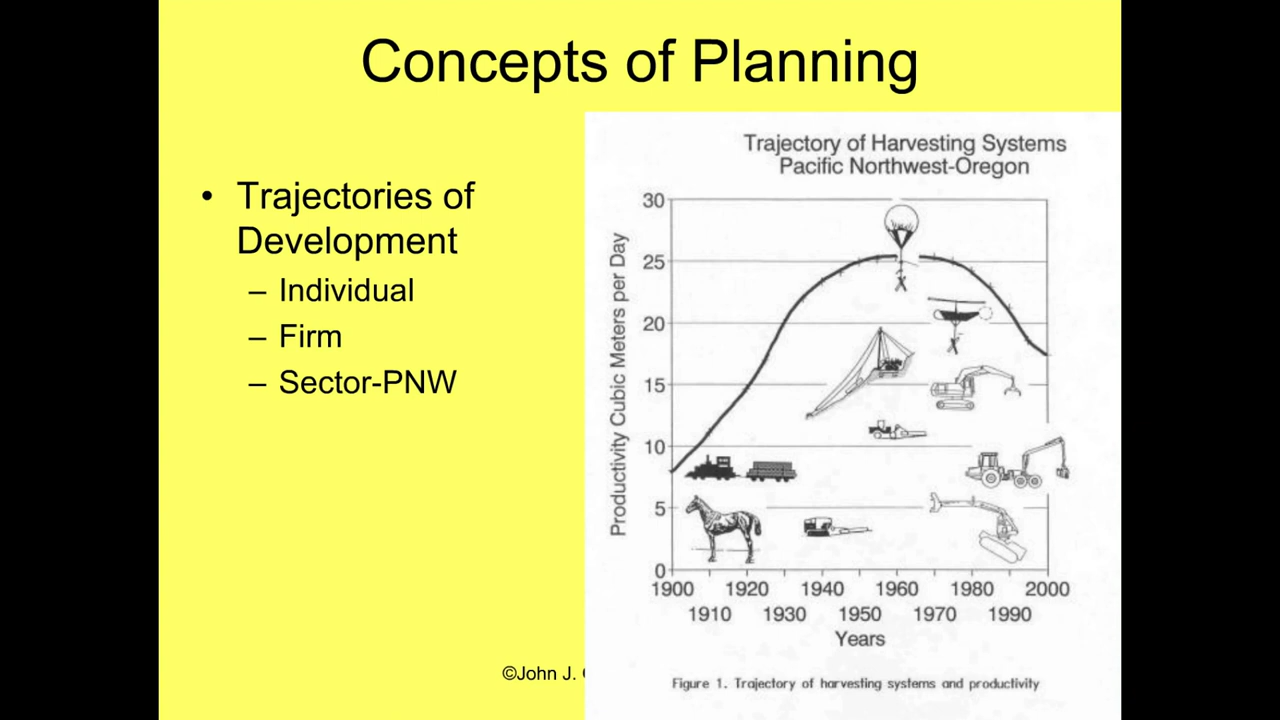 Concepts of Planning
• Trajectories of
Development
– Individual
– Firm
– Sector-PNW
©John J.
Trajectory of Harvesting Systems
Pacific Northwest-Oregon
Productivity Cubic Meters per Day
30
25
20
15
10
5
0
1900 1920 1940 1960 1980 2000
1910 1930 1950 1970 1990
Years
Figure 1. Trajectory of harvesting systems and productivity